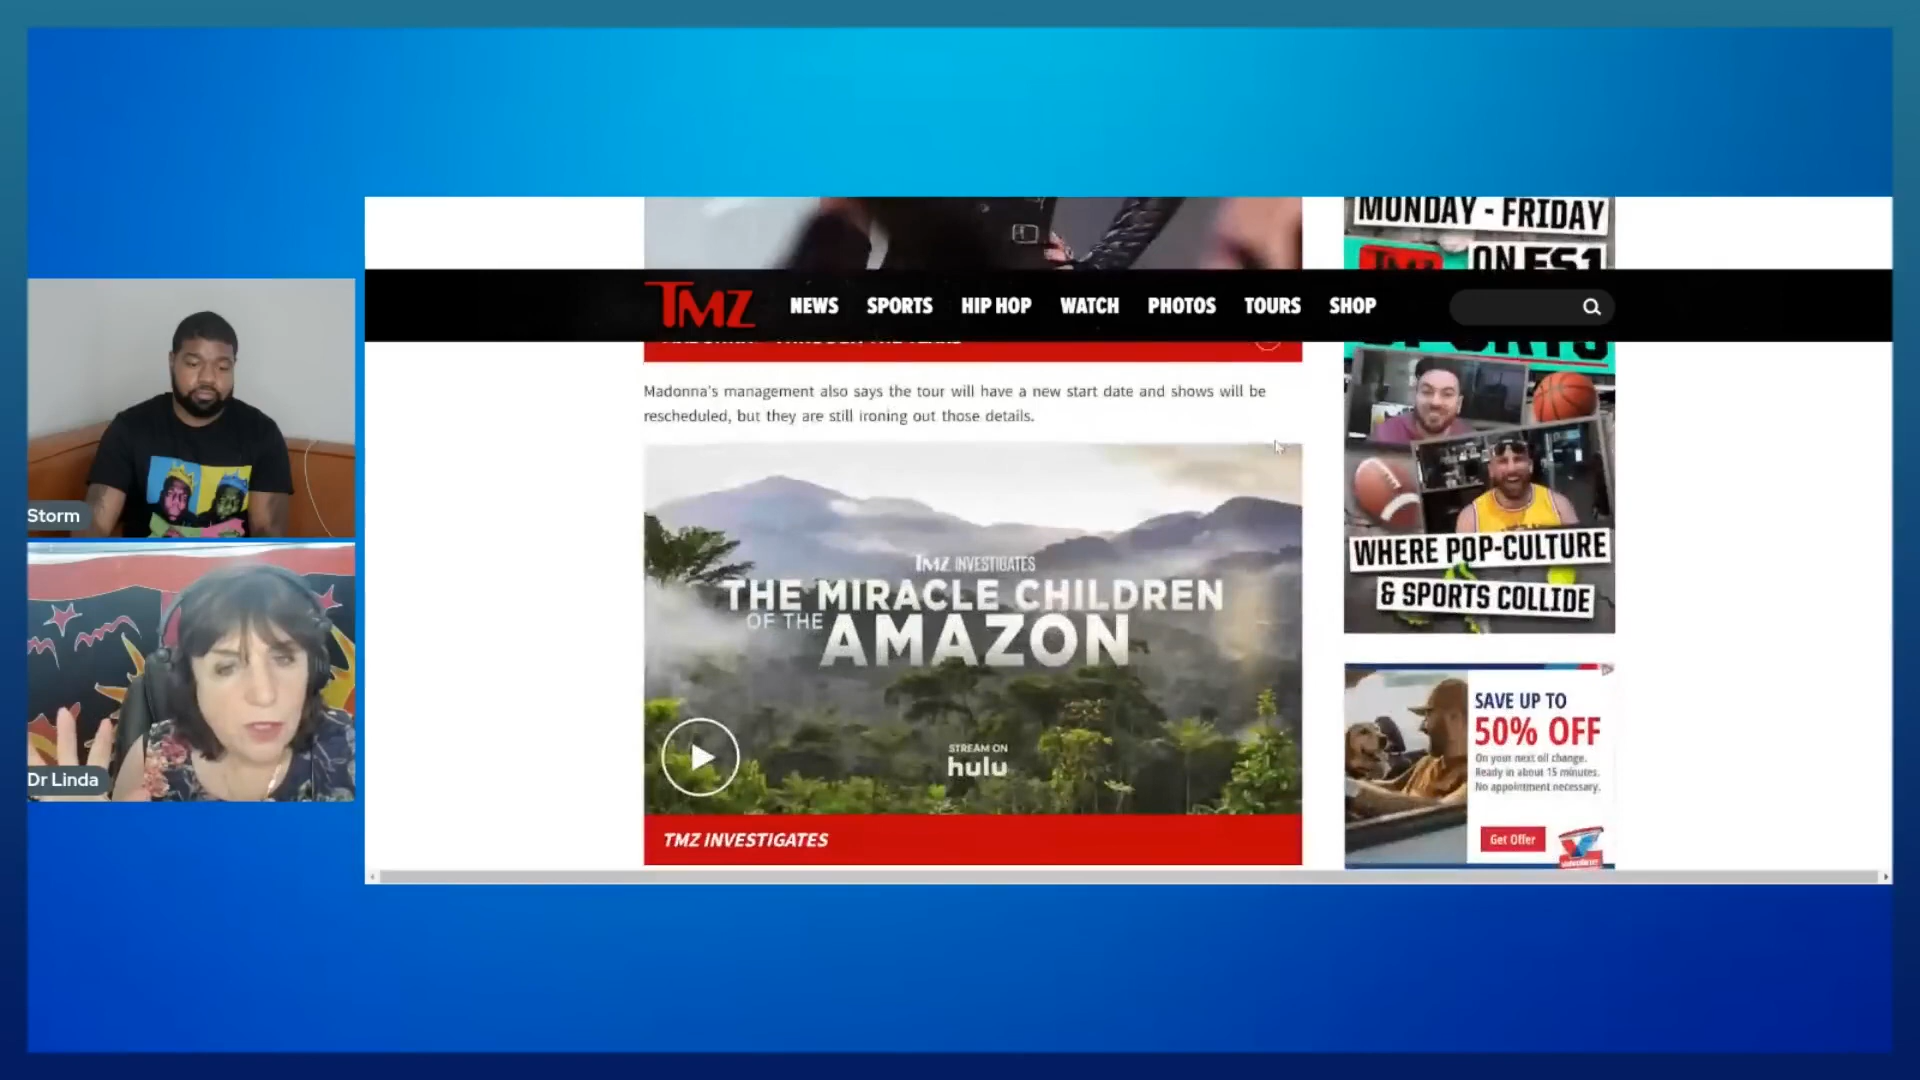 MONDAY - FRIDAY
TMZ ON FS1
TMZ
NEWS
SPORTS
HIP HOP
WATCH
PHOTOS
TOURS
SHOP
SPORTS
Madonna's management also says the tour will have a new start date and shows will be
rescheduled, but they are still ironing out those details.
TMZ INVESTIGATES
THE MIRACLE CHILDREN
OF THE AMAZON
STREAM ON
hulu
TMZ INVESTIGATES
WHERE POP-CULTURE
& SPORTS COLLIDE
SAVE UP TO
50% OFF
On your next oil change.
Ready in about 15 minutes.
No appointment necessary.
Get Offer
Storm
Dr Linda